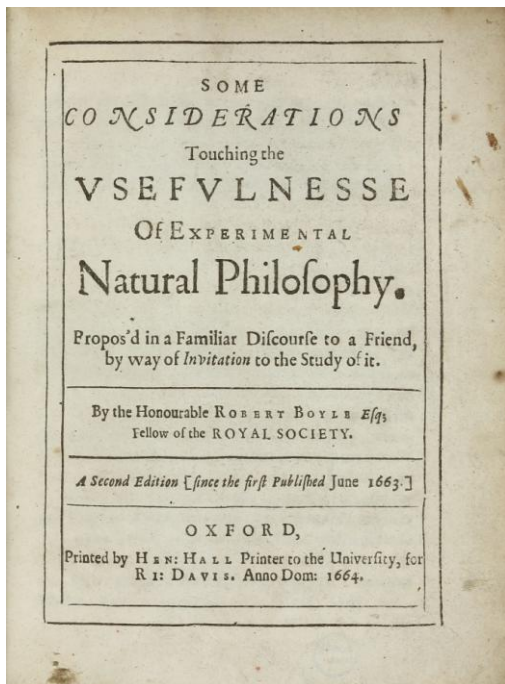 SOME
CONSIDERATIONS
Touching the
VSEFVLNESSE
Of EXPERIMENTAL
Natural Philoſophy.
Propos'd in a Familiar Diſcourſe to a Friend,
by way of Invitation to the Study of it.
By the Honourable ROBERT BOYLE Eſq;
Fellow of the ROYAL SOCIETY.
A Second Edition [ſince the firſt Publiſhed June 1663.]
OXFORD,
Printed by HEN: HALL Printer to the Univerſity, for
RI: DAVIS. Anno Dom: 1664.